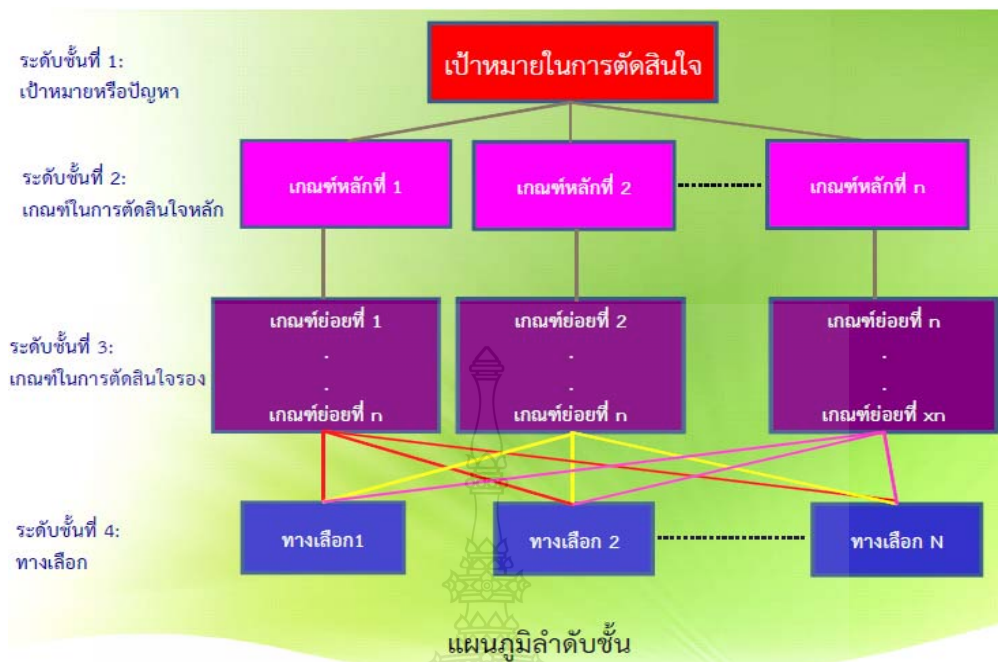 ระดับชั้นที่ 1:
เป้าหมายหรือปัญหา
เป้าหมายในการตัดสินใจ
ระดับชั้นที่ 2:
เกณฑ์ในการตัดสินใจหลัก
เกณฑ์หลักที่ 1
เกณฑ์หลักที่ 2
เกณฑ์หลักที่ n
ระดับชั้นที่ 3:
เกณฑ์ในการตัดสินใจรอง
เกณฑ์ย่อยที่ 1
.
.
เกณฑ์ย่อยที่ n
เกณฑ์ย่อยที่ 2
.
.
เกณฑ์ย่อยที่ n
เกณฑ์ย่อยที่ n
.
.
เกณฑ์ย่อยที่ xn
ระดับชั้นที่ 4:
ทางเลือก
ทางเลือก1
ทางเลือก 2
ทางเลือก N
แผนภูมิลำดับชั้น